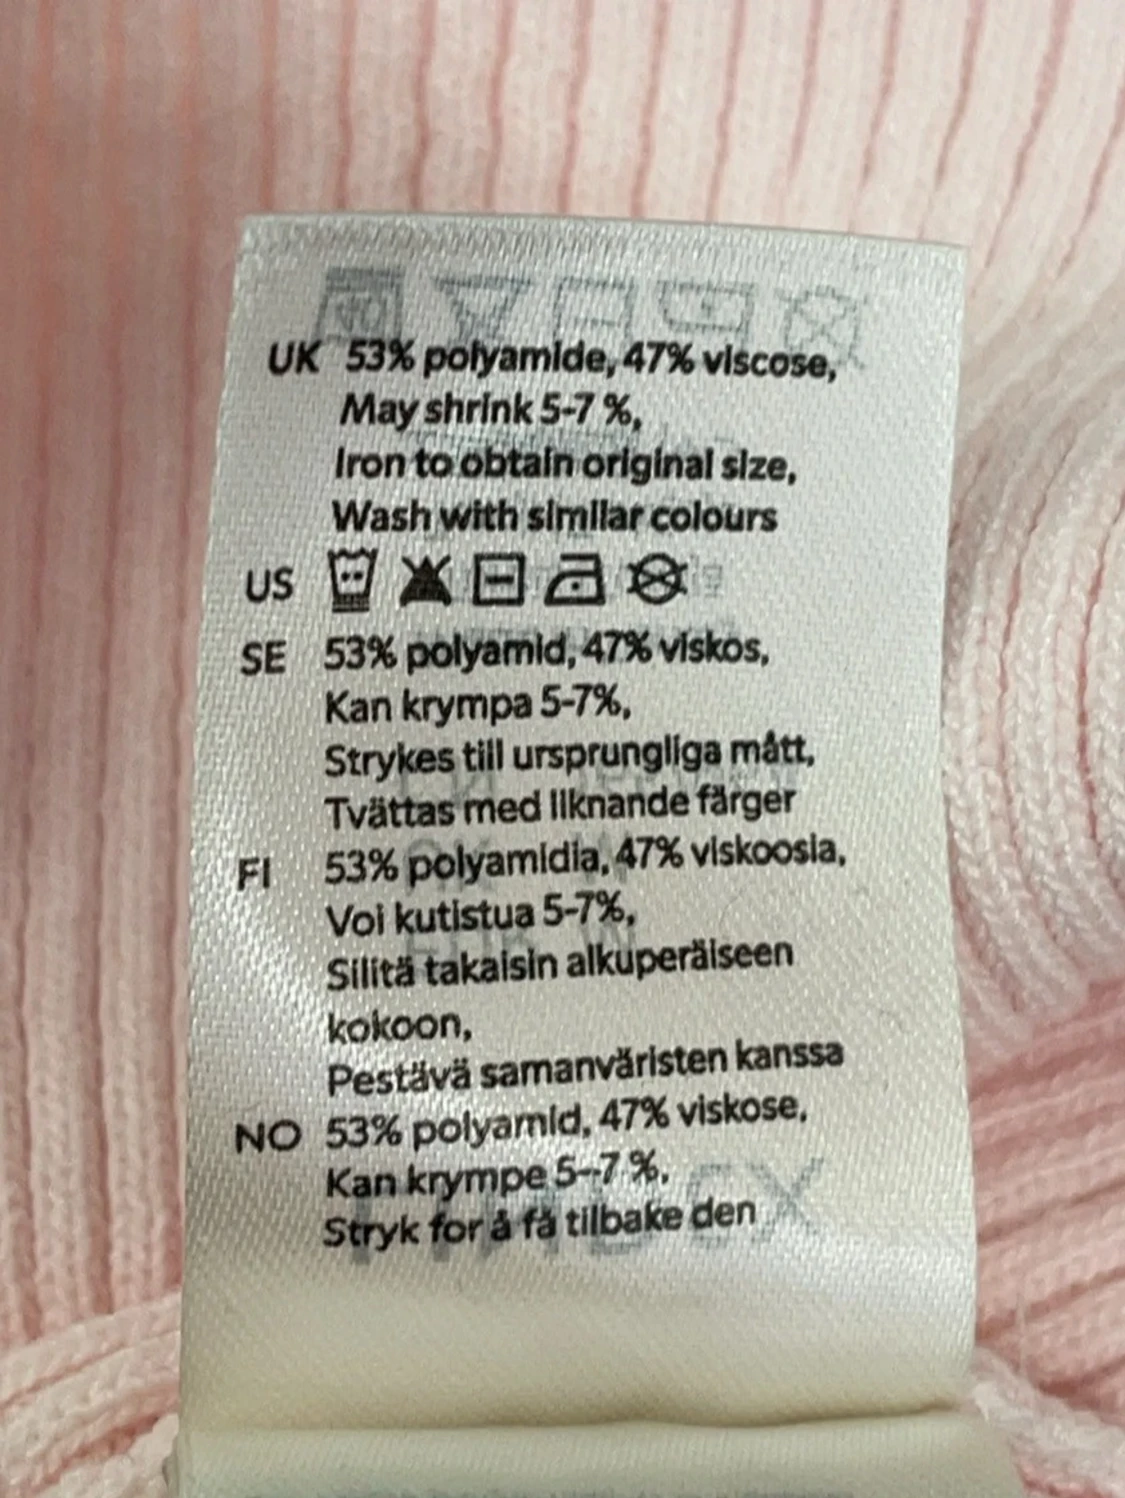 UK 53% polyamide, 47% viscose,
May shrink 5-7 %,
Iron to obtain original size,
Wash with similar colours
US
SE 53% polyamid, 47% viskos,
Kan krympa 5-7%,
Strykes till ursprungliga mått,
Tvättas med liknande färger
FI 53% polyamidia, 47% viskoosia,
Voi kutistua 5-7%,
Silitä takaisin alkuperäiseen
kokoon,
Pestävä samanväristen kanssa
NO 53% polyamid, 47% viskose,
Kan krympe 5--7 %,
Stryk for å få tilbake den